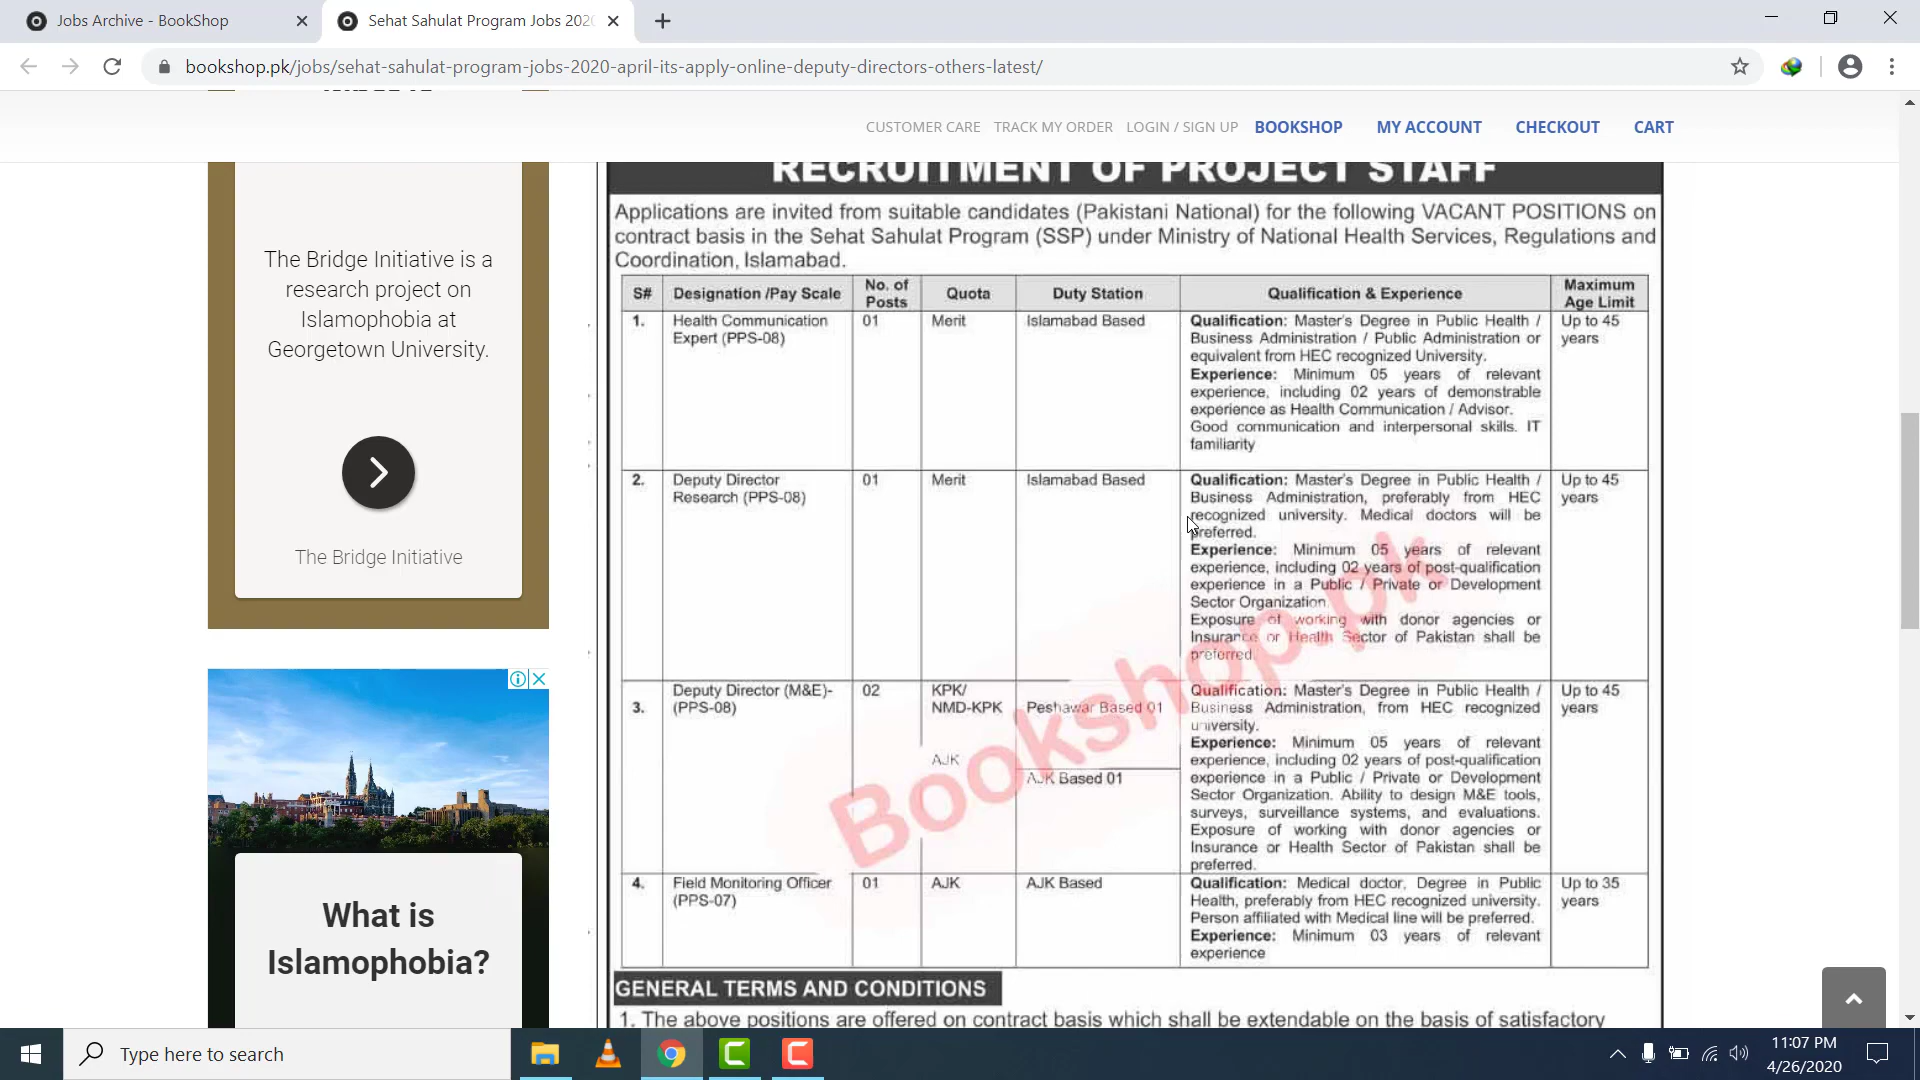 Jobs Archive - BookShop
Sehat Sahulat Program Jobs 202
bookshop.pk/jobs/sehat-sahulat-program-jobs-2020-april-its-apply-online-deputy-directors-others-latest/
CUSTOMER CARE TRACK MY ORDER LOGIN / SIGN UP BOOKSHOP MY ACCOUNT CHECKOUT CART
The Bridge Initiative is a
research project on
Islamophobia at
Georgetown University.
The Bridge Initiative
What is
Islamophobia?
RECRUITMENT OF PROJECT STAFF
Applications are invited from suitable candidates (Pakistani National) for the following VACANT POSITIONS on
contract basis in the Sehat Sahulat Program (SSP) under Ministry of National Health Services, Regulations and
Coordination, Islamabad.
S#
Designation /Pay Scale
No. of
Posts
Quota
Duty Station
Qualification & Experience
Maximum
Age Limit
1.
Health Communication
Expert (PPS-08)
01
Merit
Islamabad Based
Qualification: Master's Degree in Public Health /
Business Administration / Public Administration or
equivalent from HEC recognized University.
Experience: Minimum 05 years of relevant
experience, including 02 years of demonstrable
experience as Health Communication / Advisor.
Good communication and interpersonal skills. IT
familiarity
Up to 45
years
2.
Deputy Director
Research (PPS-08)
01
Merit
Islamabad Based
Qualification: Master's Degree in Public Health /
Business Administration, preferably from HEC
recognized university. Medical doctors will be
preferred.
Experience: Minimum 05 years of relevant
experience, including 02 years of post-qualification
experience in a Public / Private or Development
Sector Organization.
Exposure of working with donor agencies or
Insurance or Health Sector of Pakistan shall be
preferred.
Up to 45
years
3.
Deputy Director (M&E)-
(PPS-08)
02
KPK/
NMD-KPK
AJK
Peshawar Based 01
AJK Based 01
Qualification: Master's Degree in Public Health /
Business Administration, from HEC recognized
university.
Experience: Minimum 05 years of relevant
experience, including 02 years of post-qualification
experience in a Public / Private or Development
Sector Organization. Ability to design M&E tools,
surveys, surveillance systems, and evaluations.
Exposure of working with donor agencies or
Insurance or Health Sector of Pakistan shall be
preferred.
Up to 45
years
4.
Field Monitoring Officer
(PPS-07)
01
AJK
AJK Based
Qualification: Medical doctor, Degree in Public
Health, preferably from HEC recognized university.
Person affiliated with Medical line will be preferred.
Experience: Minimum 03 years of relevant
experience
Up to 35
years
Bookshop.pk
GENERAL TERMS AND CONDITIONS
1. The above positions are offered on contract basis which shall be extendable on the basis of satisfactory
Type here to search
11:07 PM
4/26/2020